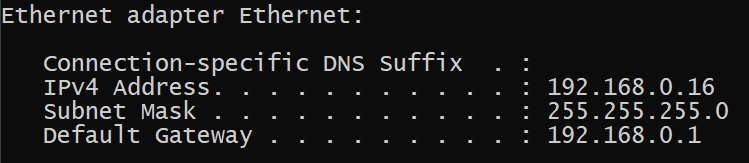 Ethernet adapter Ethernet:
Connection-specific DNS Suffix  . :
IPv4 Address. . . . . . . . . . . : 192.168.0.16
Subnet Mask . . . . . . . . . . . : 255.255.255.0
Default Gateway . . . . . . . . . : 192.168.0.1